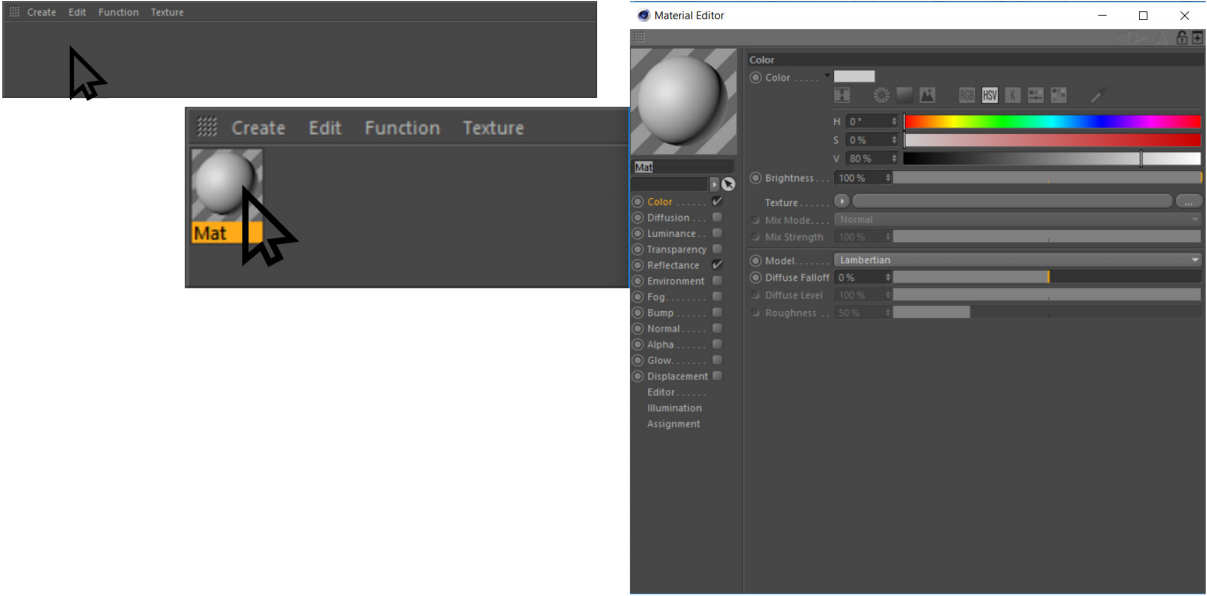 Create Edit Function Texture
Create Edit Function Texture
Mat
Material Editor
Mat
Color ......
Diffusion ...
Luminance ..
Transparency
Reflectance
Environment
Fog........
Bump ......
Normal.....
Alpha ......
Glow.......
Displacement
Editor......
Illumination
Assignment
Color
Color .....
RGB HSV K
H 0 °
S 0 %
V 80 %
Brightness... 100 %
Texture ...... ...
Mix Mode.... Normal
Mix Strength 100 %
Model....... Lambertian
Diffuse Falloff 0 %
Diffuse Level 100 %
Roughness .. 50 %